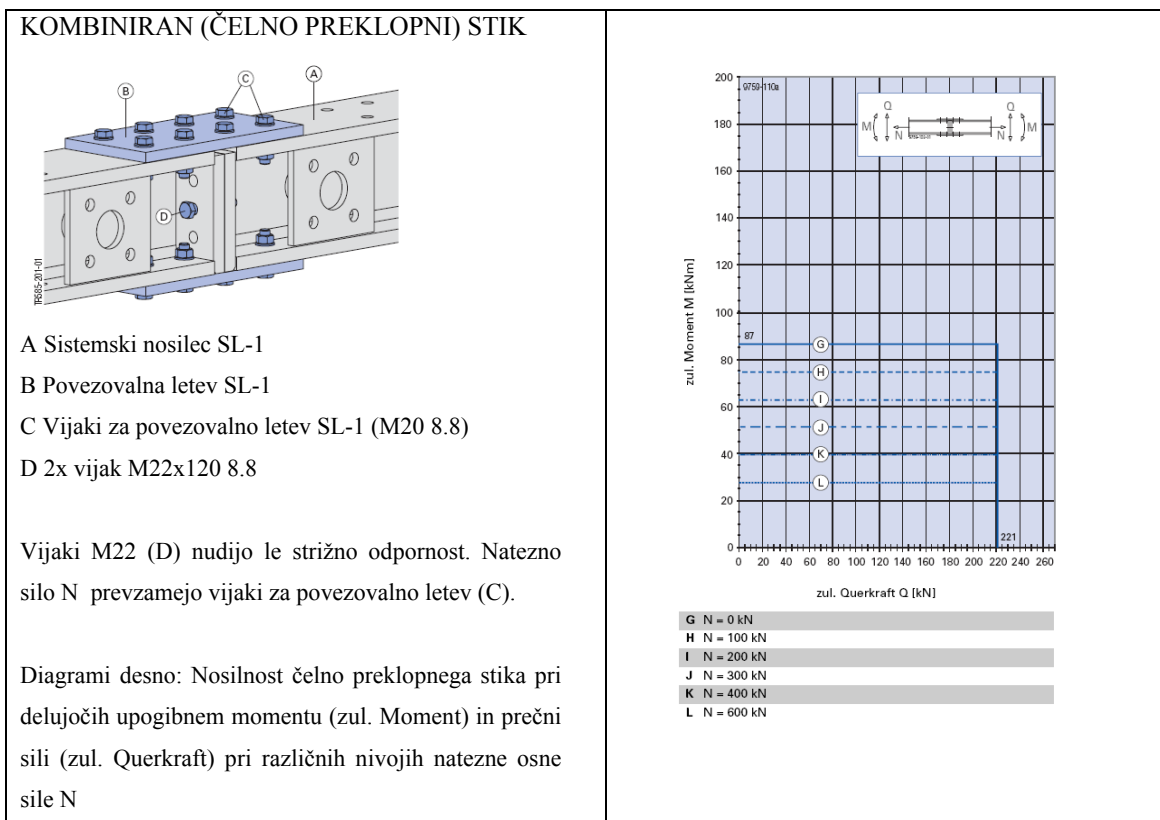 KOMBINIRAN (ČELNO PREKLOPNI) STIK
A
B
C
D
TR585-201-01
A Sistemski nosilec SL-1
B Povezovalna letev SL-1
C Vijaki za povezovalno letev SL-1 (M20 8.8)
D 2x vijak M22x120 8.8
Vijaki M22 (D) nudijo le strižno odpornost. Natezno
silo N prevzamejo vijaki za povezovalno letev (C).
Diagrami desno: Nosilnost čelno preklopnega stika pri
delujočih upogibnem momentu (zul. Moment) in prečni
sili (zul. Querkraft) pri različnih nivojih natezne osne
sile N
9759-110a
Q Q
M N N M
200
180
160
140
120
100
80
60
40
20
0
zul. Moment M [kNm]
87
G
H
I
J
K
L
221
0 20 40 60 80 100 120 140 160 180 200 220 240 260
zul. Querkraft Q [kN]
G N = 0 kN
H N = 100 kN
I N = 200 kN
J N = 300 kN
K N = 400 kN
L N = 600 kN